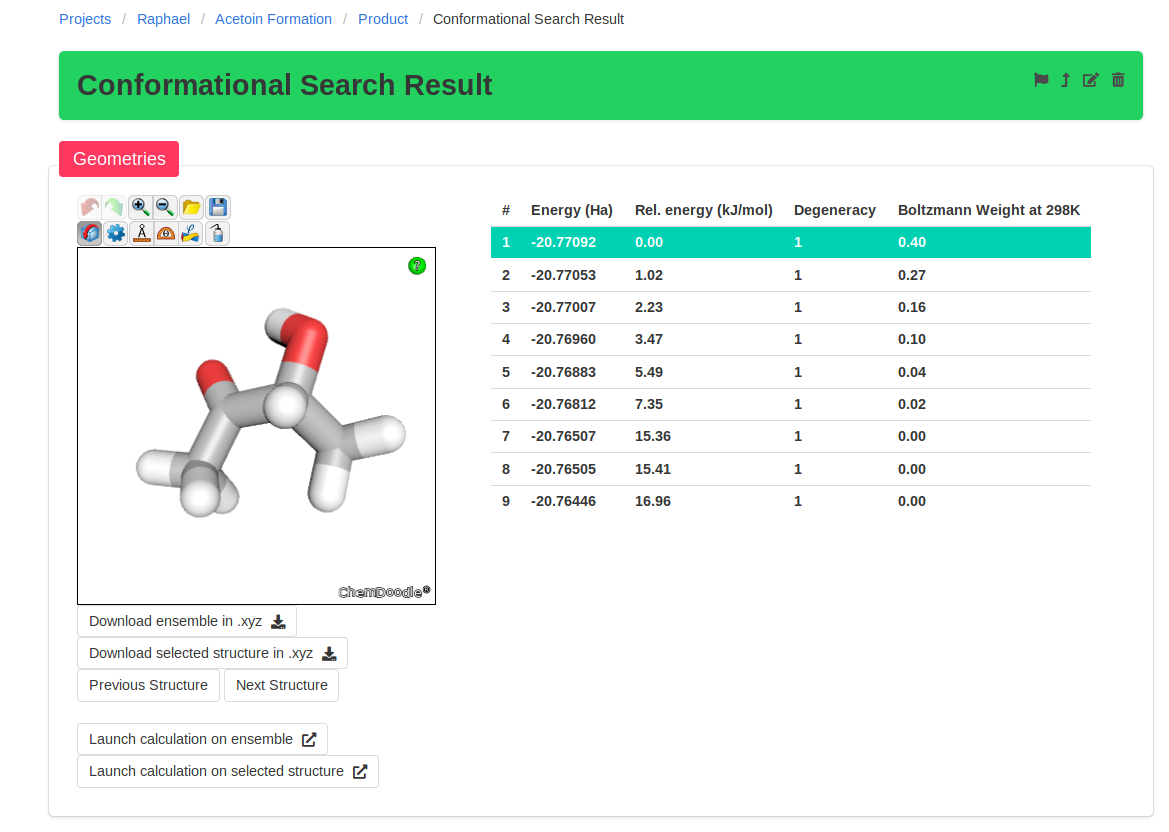 Projects / Raphael / Acetoin Formation / Product / Conformational Search Result
Conformational Search Result
Geometries
?
ChemDoodle®
Download ensemble in .xyz
Download selected structure in .xyz
Previous Structure Next Structure
Launch calculation on ensemble
Launch calculation on selected structure
# Energy (Ha) Rel. energy (kJ/mol) Degeneracy Boltzmann Weight at 298K
1 -20.77092 0.00 1 0.40
2 -20.77053 1.02 1 0.27
3 -20.77007 2.23 1 0.16
4 -20.76960 3.47 1 0.10
5 -20.76883 5.49 1 0.04
6 -20.76812 7.35 1 0.02
7 -20.76507 15.36 1 0.00
8 -20.76505 15.41 1 0.00
9 -20.76446 16.96 1 0.00